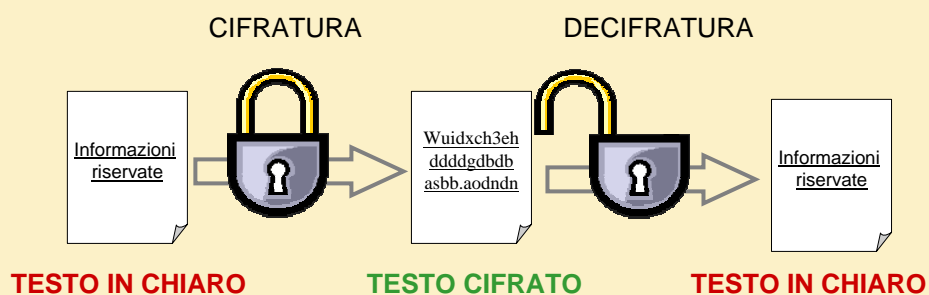 CIFRATURA
DECIFRATURA
Informazioni
riservate
Wuidxch3eh
ddddgdbdb
asbb.aodndn
Informazioni
riservate
TESTO IN CHIARO
TESTO CIFRATO
TESTO IN CHIARO